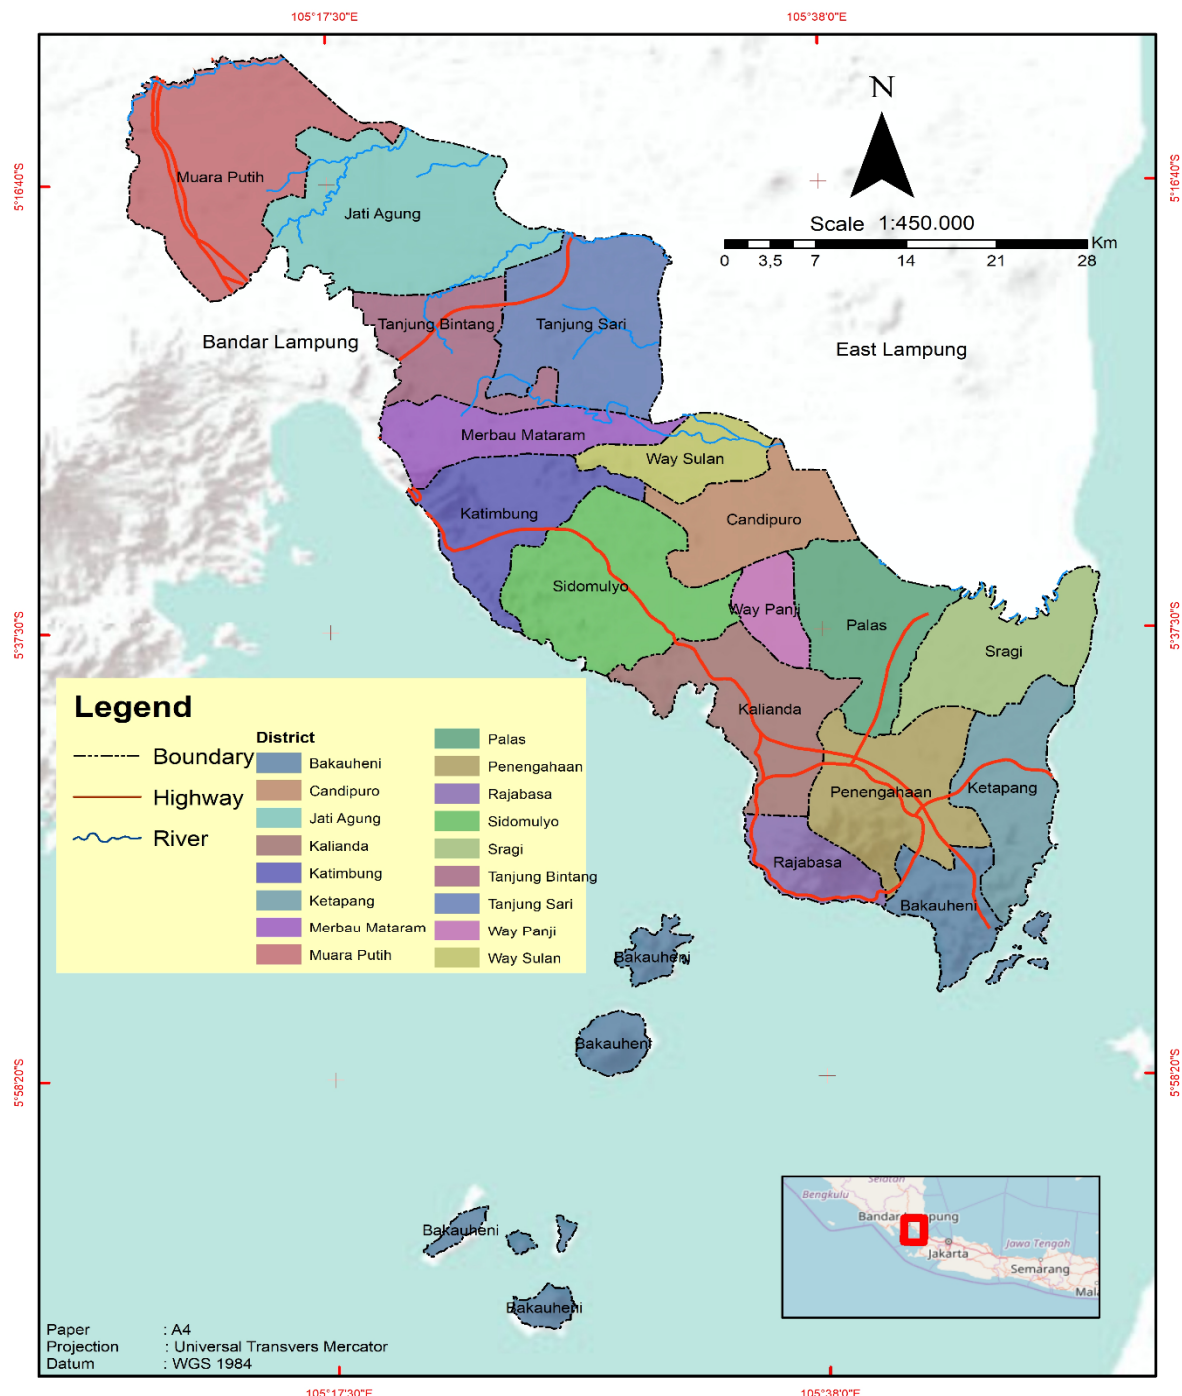 105°17'30"E
105°38'0"E
N
Scale 1:450.000
Km
0 3,5 7 14 21 28
5°16'40"S
5°16'40"S
Muara Putih
Jati Agung
Tanjung Bintang
Tanjung Sari
Bandar Lampung
East Lampung
Merbau Mataram
Way Sulan
Katimbung
Candipuro
Sidomulyo
Way Panji
Palas
Sragi
5°37'30"S
5°37'30"S
Kalianda
Penengahaan
Ketapang
Rajabasa
Bakauheni
Legend
Boundary
Highway
River
District
Bakauheni
Candipuro
Jati Agung
Kalianda
Katimbung
Ketapang
Merbau Mataram
Muara Putih
Palas
Penengahaan
Rajabasa
Sidomulyo
Sragi
Tanjung Bintang
Tanjung Sari
Way Panji
Way Sulan
Bakauheni
Bakauheni
5°58'20"S
5°58'20"S
Bakauheni
Bakauheni
Selatan
Bengkulu
Bandar Lampung
Jakarta
Jawa Tengah
Semarang
Mal
Paper : A4
Projection : Universal Transvers Mercator
Datum : WGS 1984
105°17'30"E
105°38'0"E